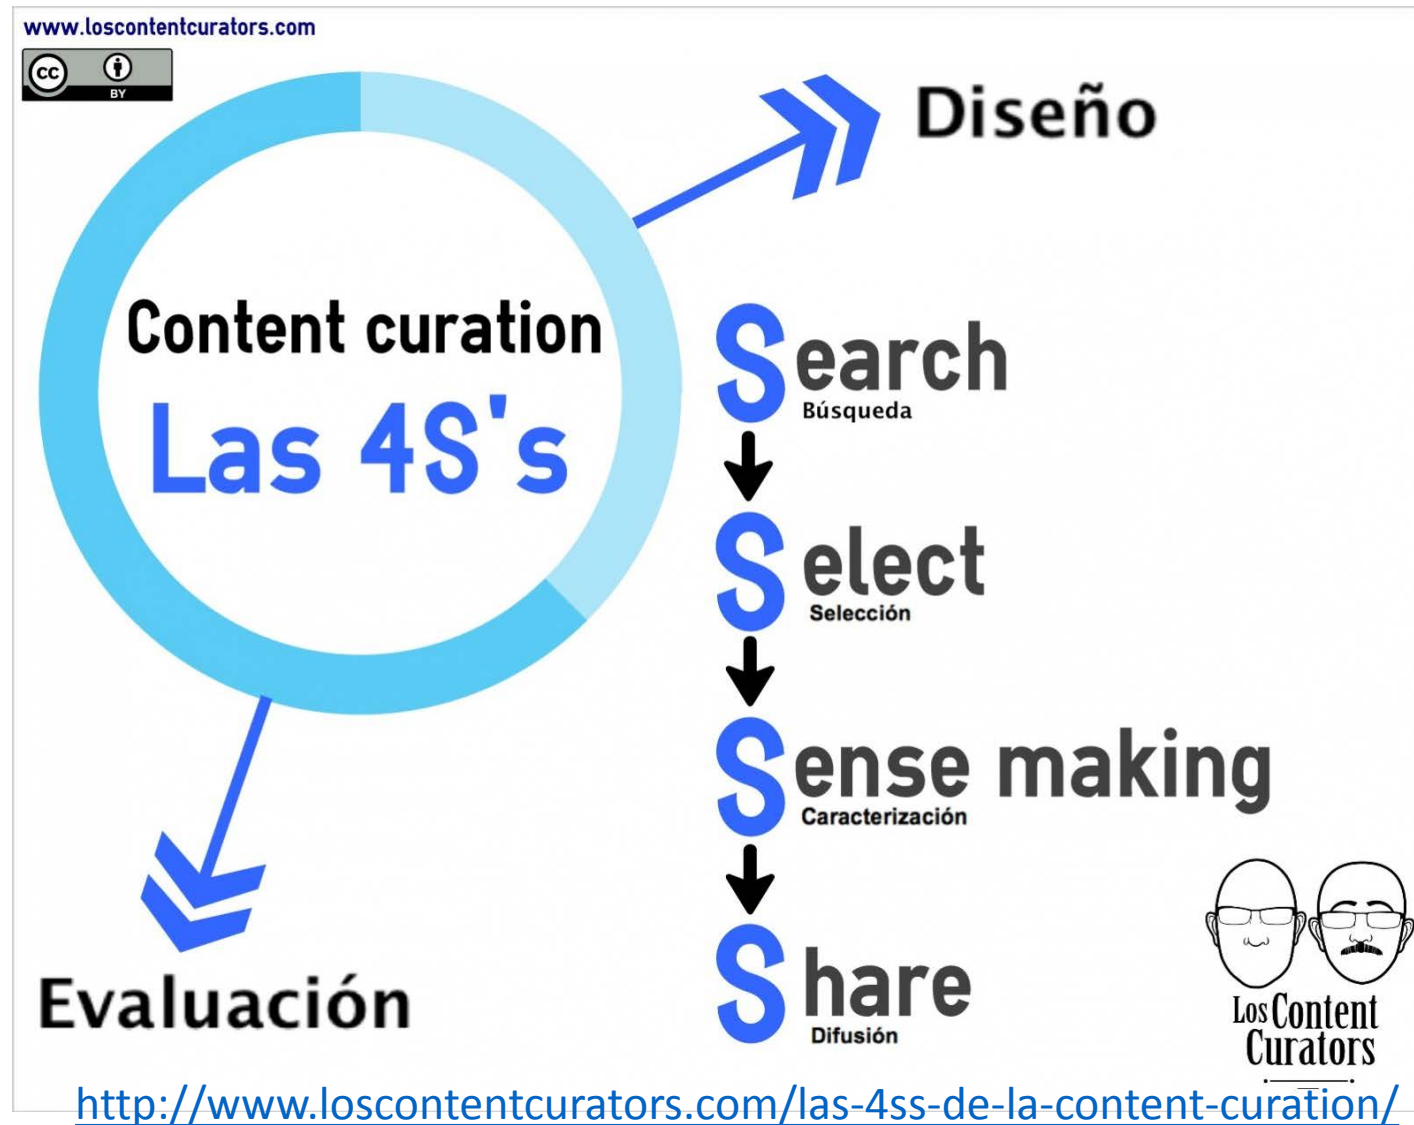 www.loscontentcurators.com
cc
BY
Diseño
Content curation
Las 4S's
Search
Búsqueda
Select
Selección
Sense making
Caracterización
Share
Difusión
Evaluación
Los Content
Curators
http://www.loscontentcurators.com/las-4ss-de-la-content-curation/